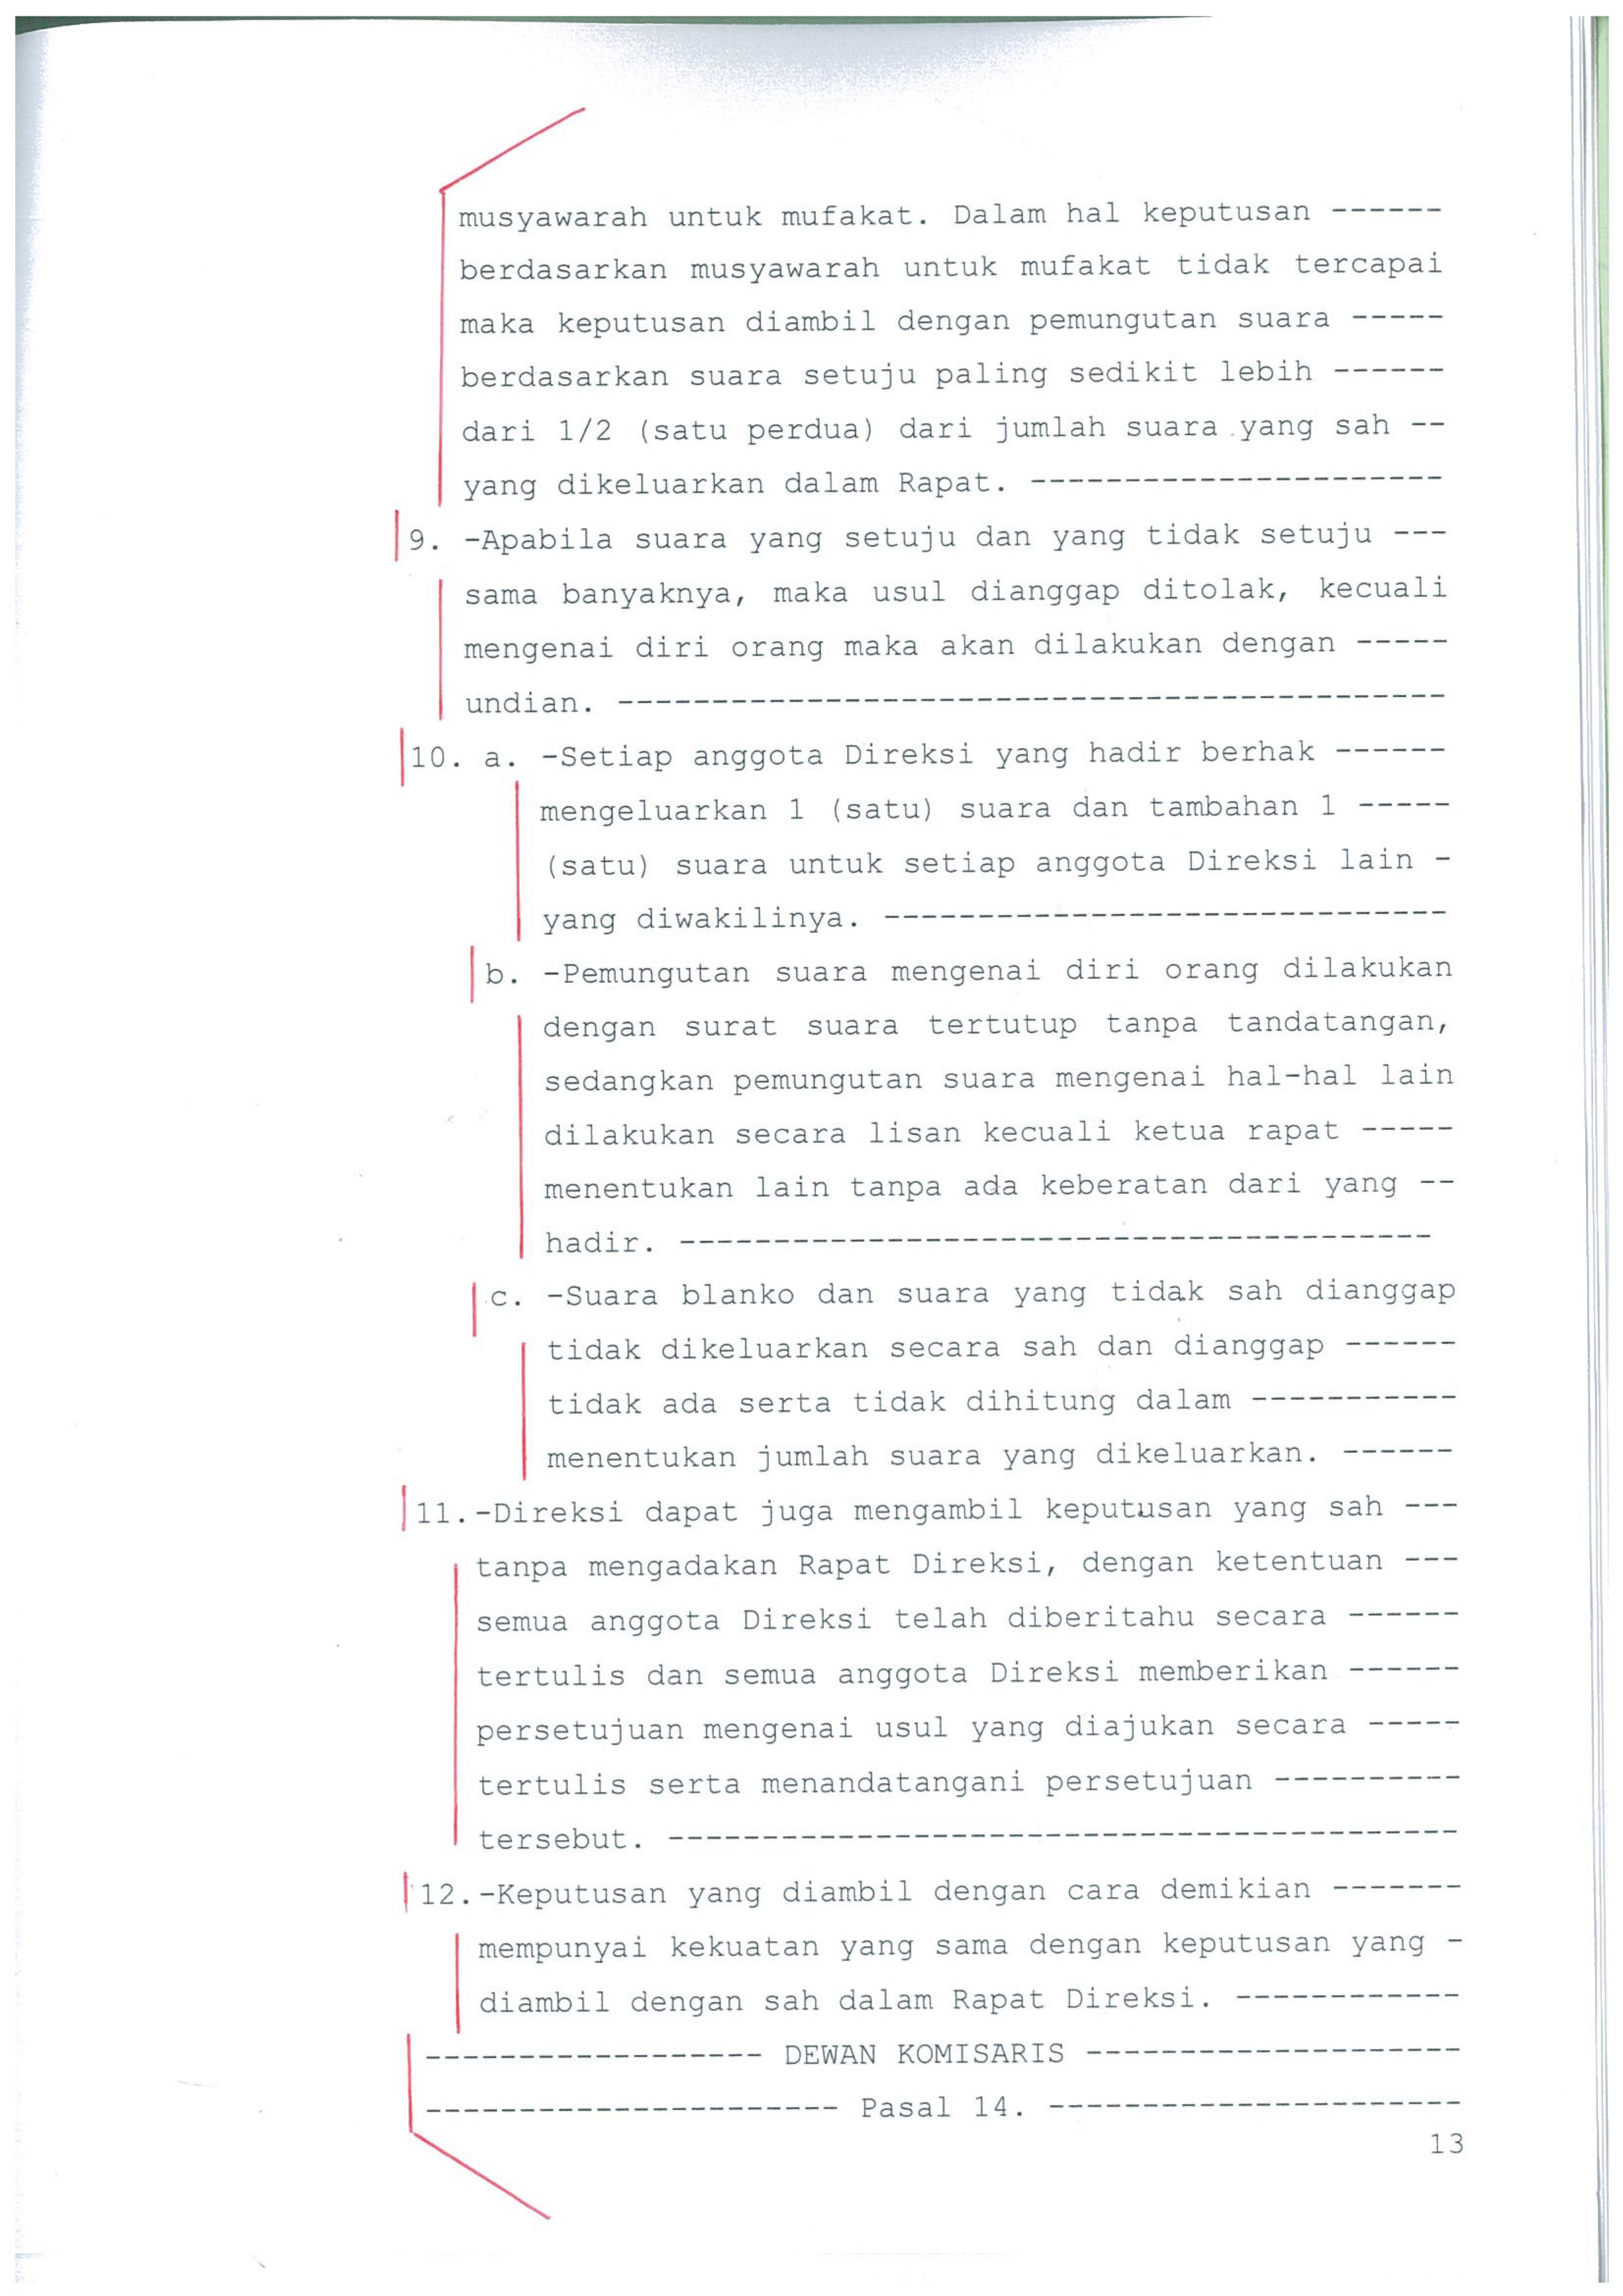 musyawarah untuk mufakat. Dalam hal keputusan ------
berdasarkan musyawarah untuk mufakat tidak tercapai
maka keputusan diambil dengan pemungutan suara -----
berdasarkan suara setuju paling sedikit lebih ------
dari 1/2 (satu perdua) dari jumlah suara yang sah --
yang dikeluarkan dalam Rapat. ----------------------
9. -Apabila suara yang setuju dan yang tidak setuju ---
sama banyaknya, maka usul dianggap ditolak, kecuali
mengenai diri orang maka akan dilakukan dengan -----
undian. --------------------------------------------
10. a. -Setiap anggota Direksi yang hadir berhak ------
mengeluarkan 1 (satu) suara dan tambahan 1 -----
(satu) suara untuk setiap anggota Direksi lain -
yang diwakilinya. ------------------------------
b. -Pemungutan suara mengenai diri orang dilakukan
dengan surat suara tertutup tanpa tandatangan,
sedangkan pemungutan suara mengenai hal-hal lain
dilakukan secara lisan kecuali ketua rapat -----
menentukan lain tanpa ada keberatan dari yang --
hadir. ----------------------------------------
c. -Suara blanko dan suara yang tidak sah dianggap
tidak dikeluarkan secara sah dan dianggap ------
tidak ada serta tidak dihitung dalam -----------
menentukan jumlah suara yang dikeluarkan. ------
11.-Direksi dapat juga mengambil keputusan yang sah ---
tanpa mengadakan Rapat Direksi, dengan ketentuan ---
semua anggota Direksi telah diberitahu secara ------
tertulis dan semua anggota Direksi memberikan ------
persetujuan mengenai usul yang diajukan secara -----
tertulis serta menandatangani persetujuan ----------
tersebut. ------------------------------------------
12.-Keputusan yang diambil dengan cara demikian -------
mempunyai kekuatan yang sama dengan keputusan yang -
diambil dengan sah dalam Rapat Direksi. ------------
------------------ DEWAN KOMISARIS --------------------
---------------------- Pasal 14. ----------------------
13